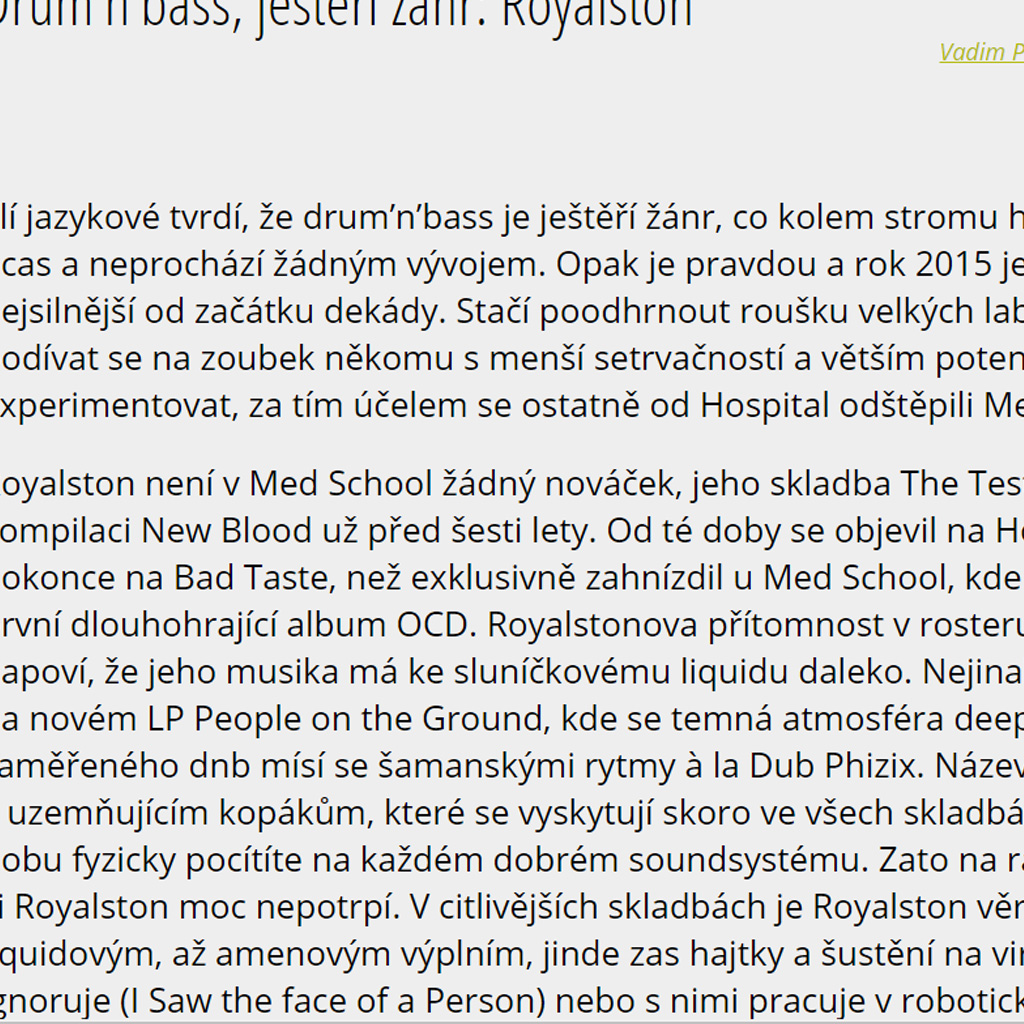 Drum'n'bass, ještěří žánr: Royalston
Vadim P
lí jazykové tvrdí, že drum’n’bass je ještěří žánr, co kolem stromu h
cas a neprochází žádným vývojem. Opak je pravdou a rok 2015 je
ejsilnější od začátku dekády. Stačí poodhrnout roušku velkých lab
odívat se na zoubek někomu s menší setrvačností a větším poten
xperimentovat, za tím účelem se ostatně od Hospital odštěpili Me
oyalston není v Med School žádný nováček, jeho skladba The Tes
ompilaci New Blood už před šesti lety. Od té doby se objevil na Ho
okonce na Bad Taste, než exklusivně zahnízdil u Med School, kde
rvní dlouhohrající album OCD. Royalstonova přítomnost v rosteru
apoví, že jeho musika má ke sluníčkovému liquidu daleko. Nejina
a novém LP People on the Ground, kde se temná atmosféra deep
aměřeného dnb mísí se šamanskými rytmy à la Dub Phizix. Název
uzemňujícím kopákům, které se vyskytují skoro ve všech skladbá
obu fyzicky pocítíte na každém dobrém soundsystému. Zato na ra
i Royalston moc nepotrpí. V citlivějších skladbách je Royalston věr
quidovým, až amenovým výplním, jinde zas hajtky a šustění na vin
gnoruje (I Saw the face of a Person) nebo s nimi pracuje v robotick